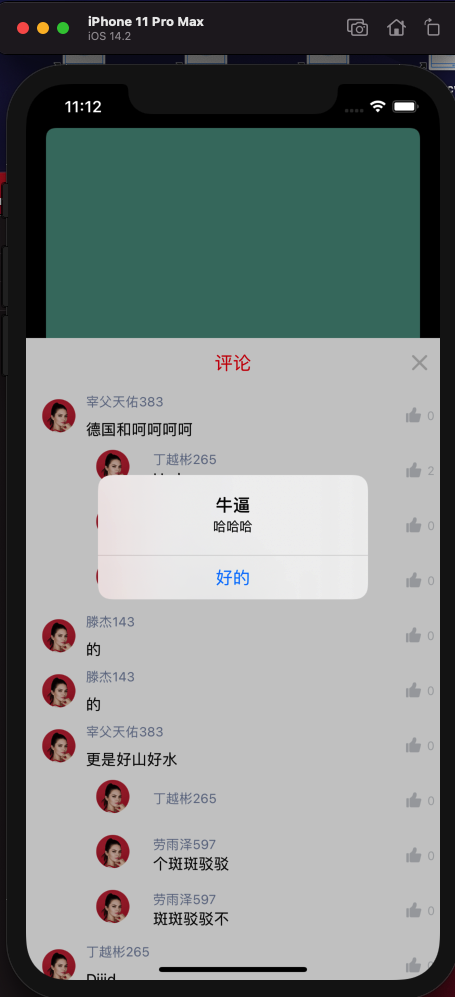 iPhone 11 Pro Max
iOS 14.2
11:12
评论
宰父天佑383
德国和呵呵呵呵
0
丁越彬265
2
牛逼
哈哈哈
0
好的
0
滕杰143
的
0
滕杰143
的
0
宰父天佑383
更是好山好水
0
丁越彬265
0
劳雨泽597
个斑斑驳驳
0
劳雨泽597
斑斑驳驳不
0
丁越彬265
0